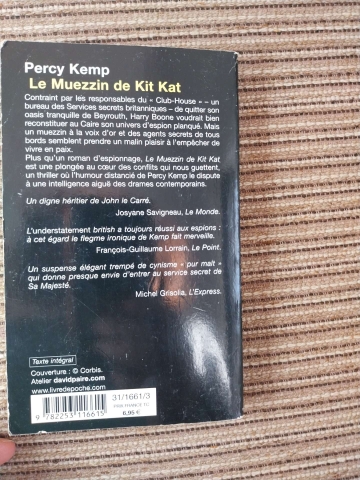 Percy Kemp
Le Muezzin de Kit Kat
Contraint par les responsables du « Club-House » – un
bureau des Services secrets britanniques – de quitter son
oasis tranquille de Beyrouth, Harry Boone voudrait bien
reconstituer au Caire son univers d'espion planqué. Mais
un muezzin à la voix d'or et des agents secrets de tous
bords semblent prendre un malin plaisir à l'empêcher de
vivre en paix.
Plus qu'un roman d'espionnage, Le Muezzin de Kit Kat
est une plongée au cœur des conflits qui nous guettent,
un thriller où l'humour distancié de Percy Kemp le dispute
à une intelligence aiguë des drames contemporains.
Un digne héritier de John le Carré.
Josyane Savigneau, Le Monde.
L'understatement british a toujours réussi aux espions :
à cet égard le flegme ironique de Kemp fait merveille.
François-Guillaume Lorrain, Le Point.
Un suspense élégant trempé de cynisme « pur malt »
qui donne presque envie d'entrer au service secret de
Sa Majesté.
Michel Grisolia, L'Express.
Texte intégral
Couverture : © Corbis.
Atelier davidpaire.com
www.livredepoche.com
31/1661/3
6,95 €
9 782253 116615